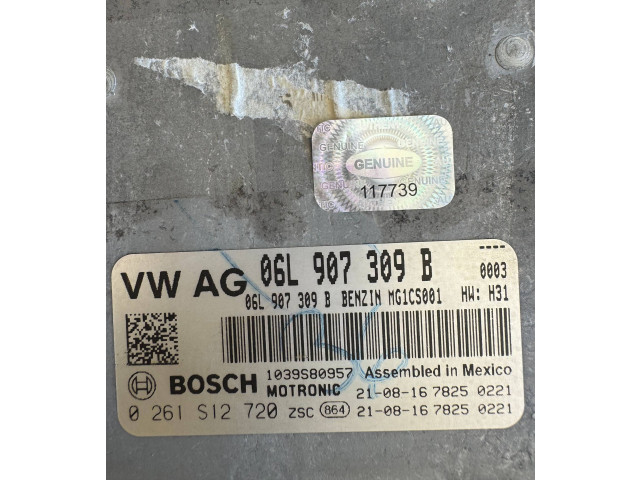 GENUINE
GENUINE
117739
----
VW AG 06L 907 309 B 0003
06L 907 309 B BENZIN MG1CS001 HW: H31
BOSCH 1039S80957 Assembled in Mexico
MOTRONIC 21-08-16 7825 0221
0 261 S12 720 ZSC 864 21-08-16 7825 0221